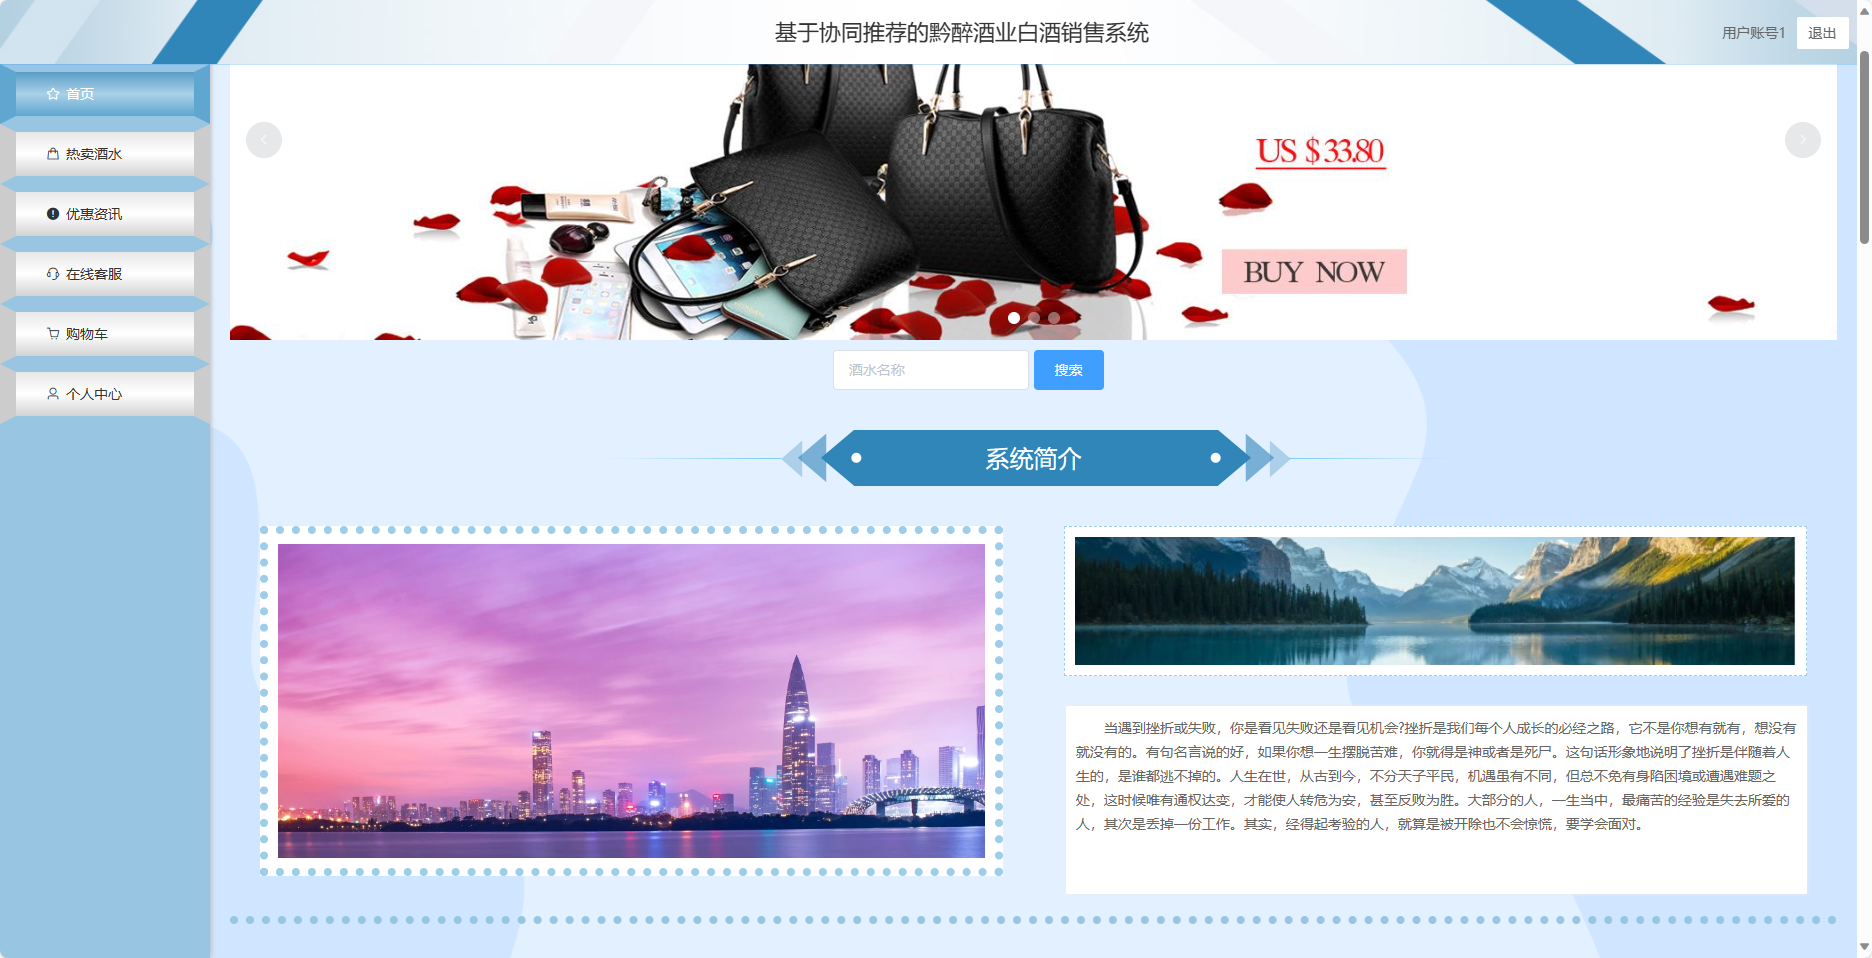 基于协同推荐的黔醉酒业白酒销售系统
用户账号1
退出
首页
热卖酒水
优惠资讯
在线客服
购物车
个人中心
US $33.80
BUY NOW
酒水名称
搜索
系统简介
当遇到挫折或失败，你是看见失败还是看见机会?挫折是我们每个人成长的必经之路，它不是你想有就有，想没有
就没有的。有句名言说的好，如果你想一生摆脱苦难，你就得是神或者是死尸。这句话形象地说明了挫折是伴随着人
生的，是谁都逃不掉的。人生在世，从古到今，不分天子平民，机遇虽有不同，但总不免有身陷困境或遭遇难题之
处，这时候唯有通权达变，才能使人转危为安，甚至反败为胜。大部分的人，一生当中，最痛苦的经验是失去所爱的
人，其次是丢掉一份工作。其实，经得起考验的人，就算是被开除也不会惊慌，要学会面对。